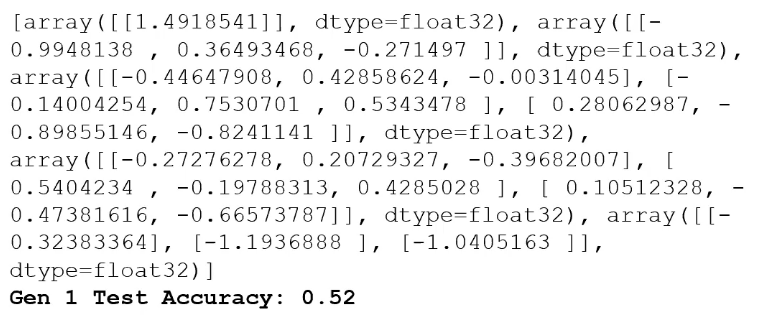 [array([[1.4918541]], dtype=float32), array([[-
0.9948138 , 0.36493468, -0.271497 ]], dtype=float32),
array([[-0.44647908, 0.42858624, -0.00314045], [-
0.14004254, 0.7530701 , 0.5343478 ], [ 0.28062987, -
0.89855146, -0.8241141 ]], dtype=float32),
array([[-0.27276278, 0.20729327, -0.39682007], [
0.5404234 , -0.19788313, 0.4285028 ], [ 0.10512328, -
0.47381616, -0.66573787]], dtype=float32), array([[-
0.32383364], [-1.1936888 ], [-1.0405163 ]],
dtype=float32)]
Gen 1 Test Accuracy: 0.52